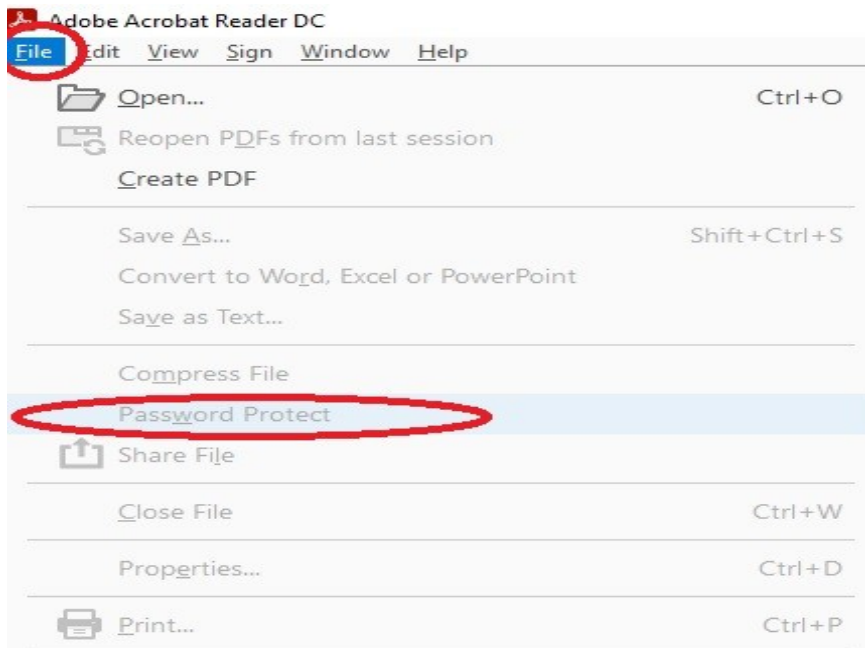 Adobe Acrobat Reader DC
File Edit View Sign Window Help
Open... Ctrl+O
Reopen PDFs from last session
Create PDF
Save As... Shift+Ctrl+S
Convert to Word, Excel or PowerPoint
Save as Text...
Compress File
Password Protect
Share File
Close File Ctrl+W
Properties... Ctrl+D
Print... Ctrl+P